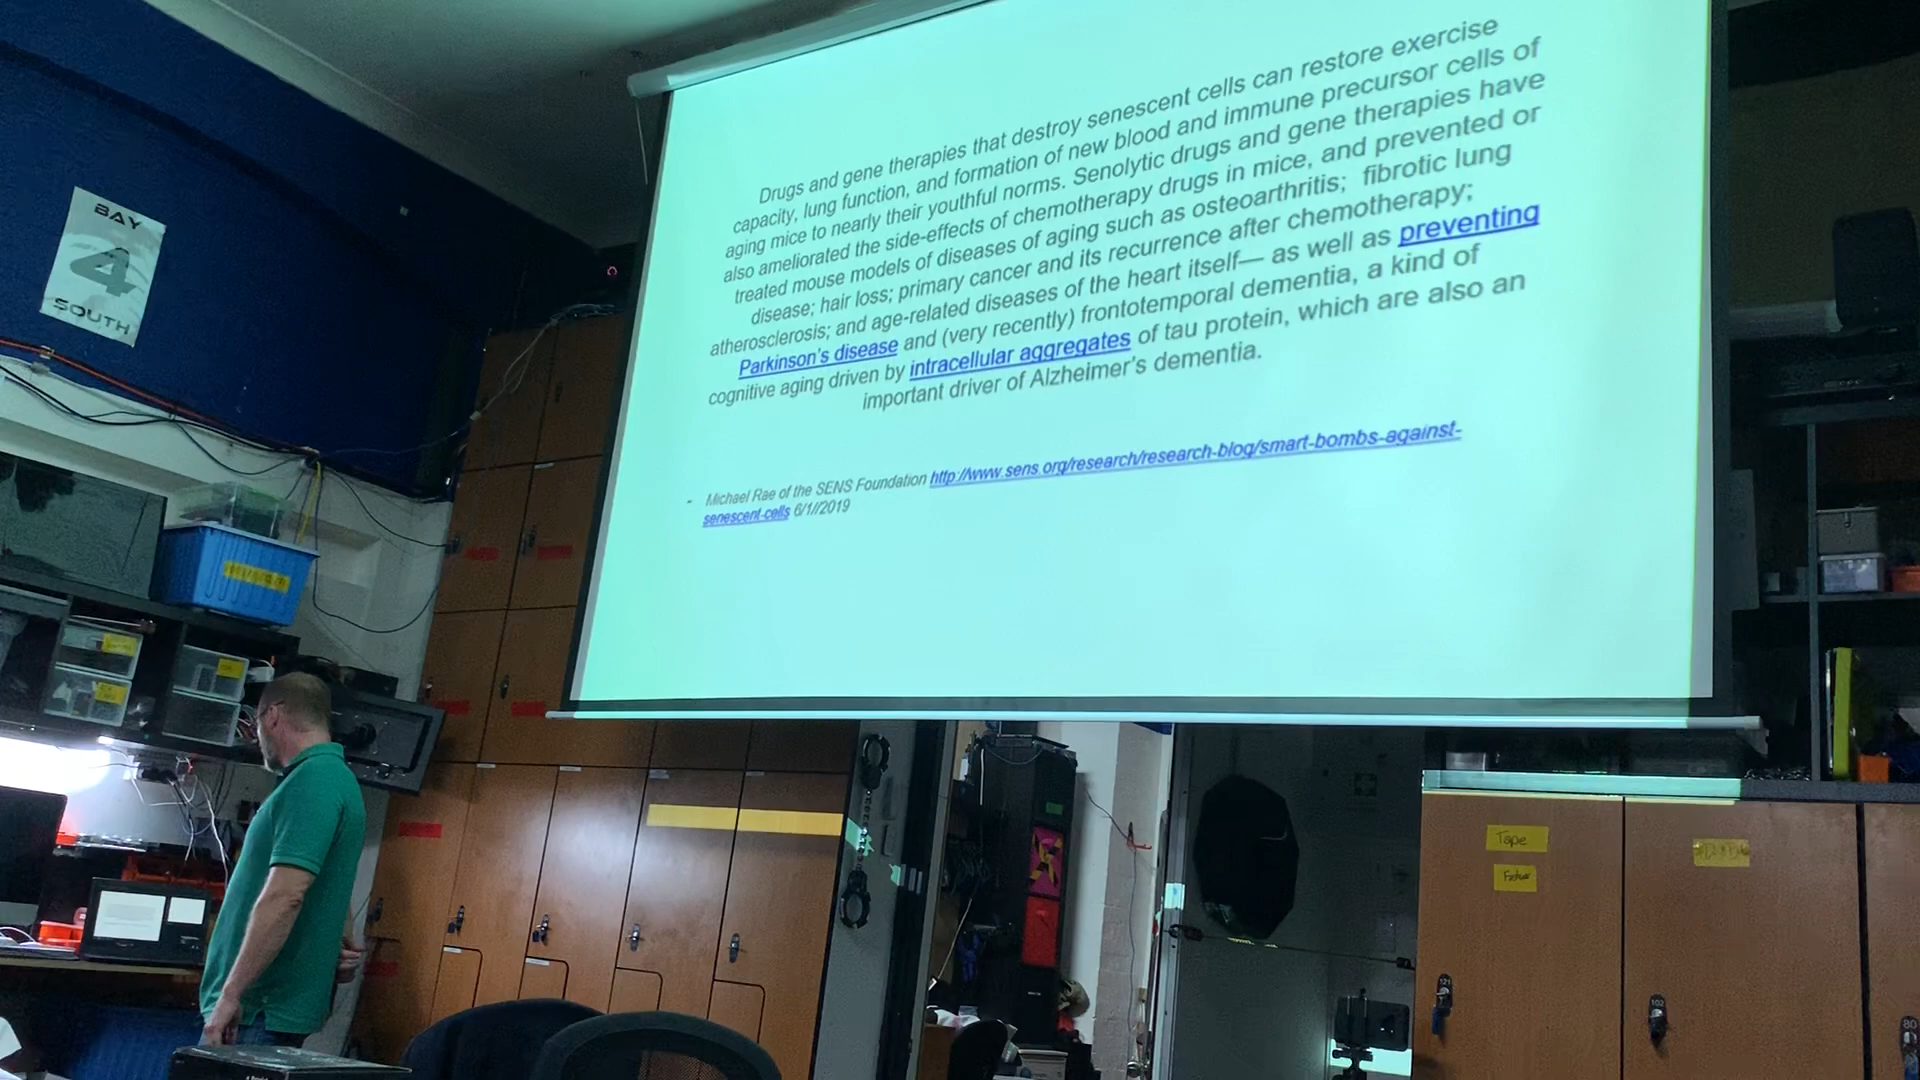 BAY
4
SOUTH
Drugs and gene therapies that destroy senescent cells can restore exercise
capacity, lung function, and formation of new blood and immune precursor cells of
aging mice to nearly their youthful norms. Senolytic drugs and gene therapies have
also ameliorated the side-effects of chemotherapy drugs in mice, and prevented or
treated mouse models of diseases of aging such as osteoarthritis; fibrotic lung
disease; hair loss; primary cancer and its recurrence after chemotherapy;
atherosclerosis; and age-related diseases of the heart itself— as well as preventing
Parkinson's disease and (very recently) frontotemporal dementia, a kind of
cognitive aging driven by intracellular aggregates of tau protein, which are also an
important driver of Alzheimer's dementia.
- Michael Rae of the SENS Foundation http://www.sens.org/research/research-blog/smart-bombs-against-
senescent-cells 6/1//2019
Tape
121
102
80